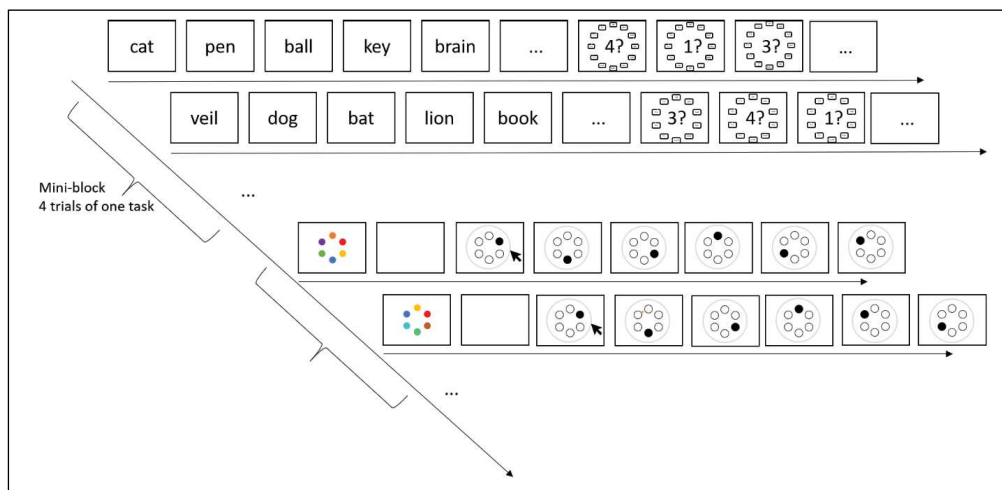 cat pen ball key brain ... 4? 1? 3? ...
veil dog bat lion book ... 3? 4? 1? ...
Mini-block
4 trials of one task
...
...